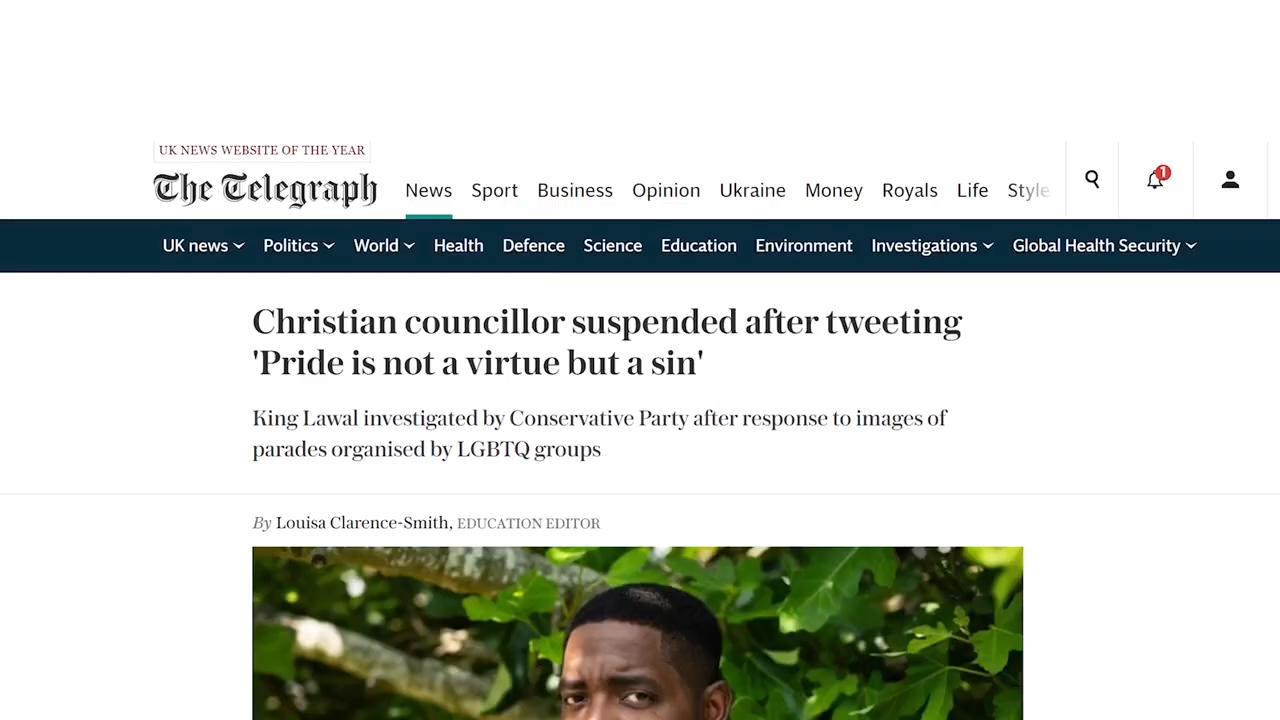 UK NEWS WEBSITE OF THE YEAR
The Telegraph
News Sport Business Opinion Ukraine Money Royals Life Style
1
UK news Politics World Health Defence Science Education Environment Investigations Global Health Security
Christian councillor suspended after tweeting
'Pride is not a virtue but a sin'
King Lawal investigated by Conservative Party after response to images of
parades organised by LGBTQ groups
By Louisa Clarence-Smith, EDUCATION EDITOR